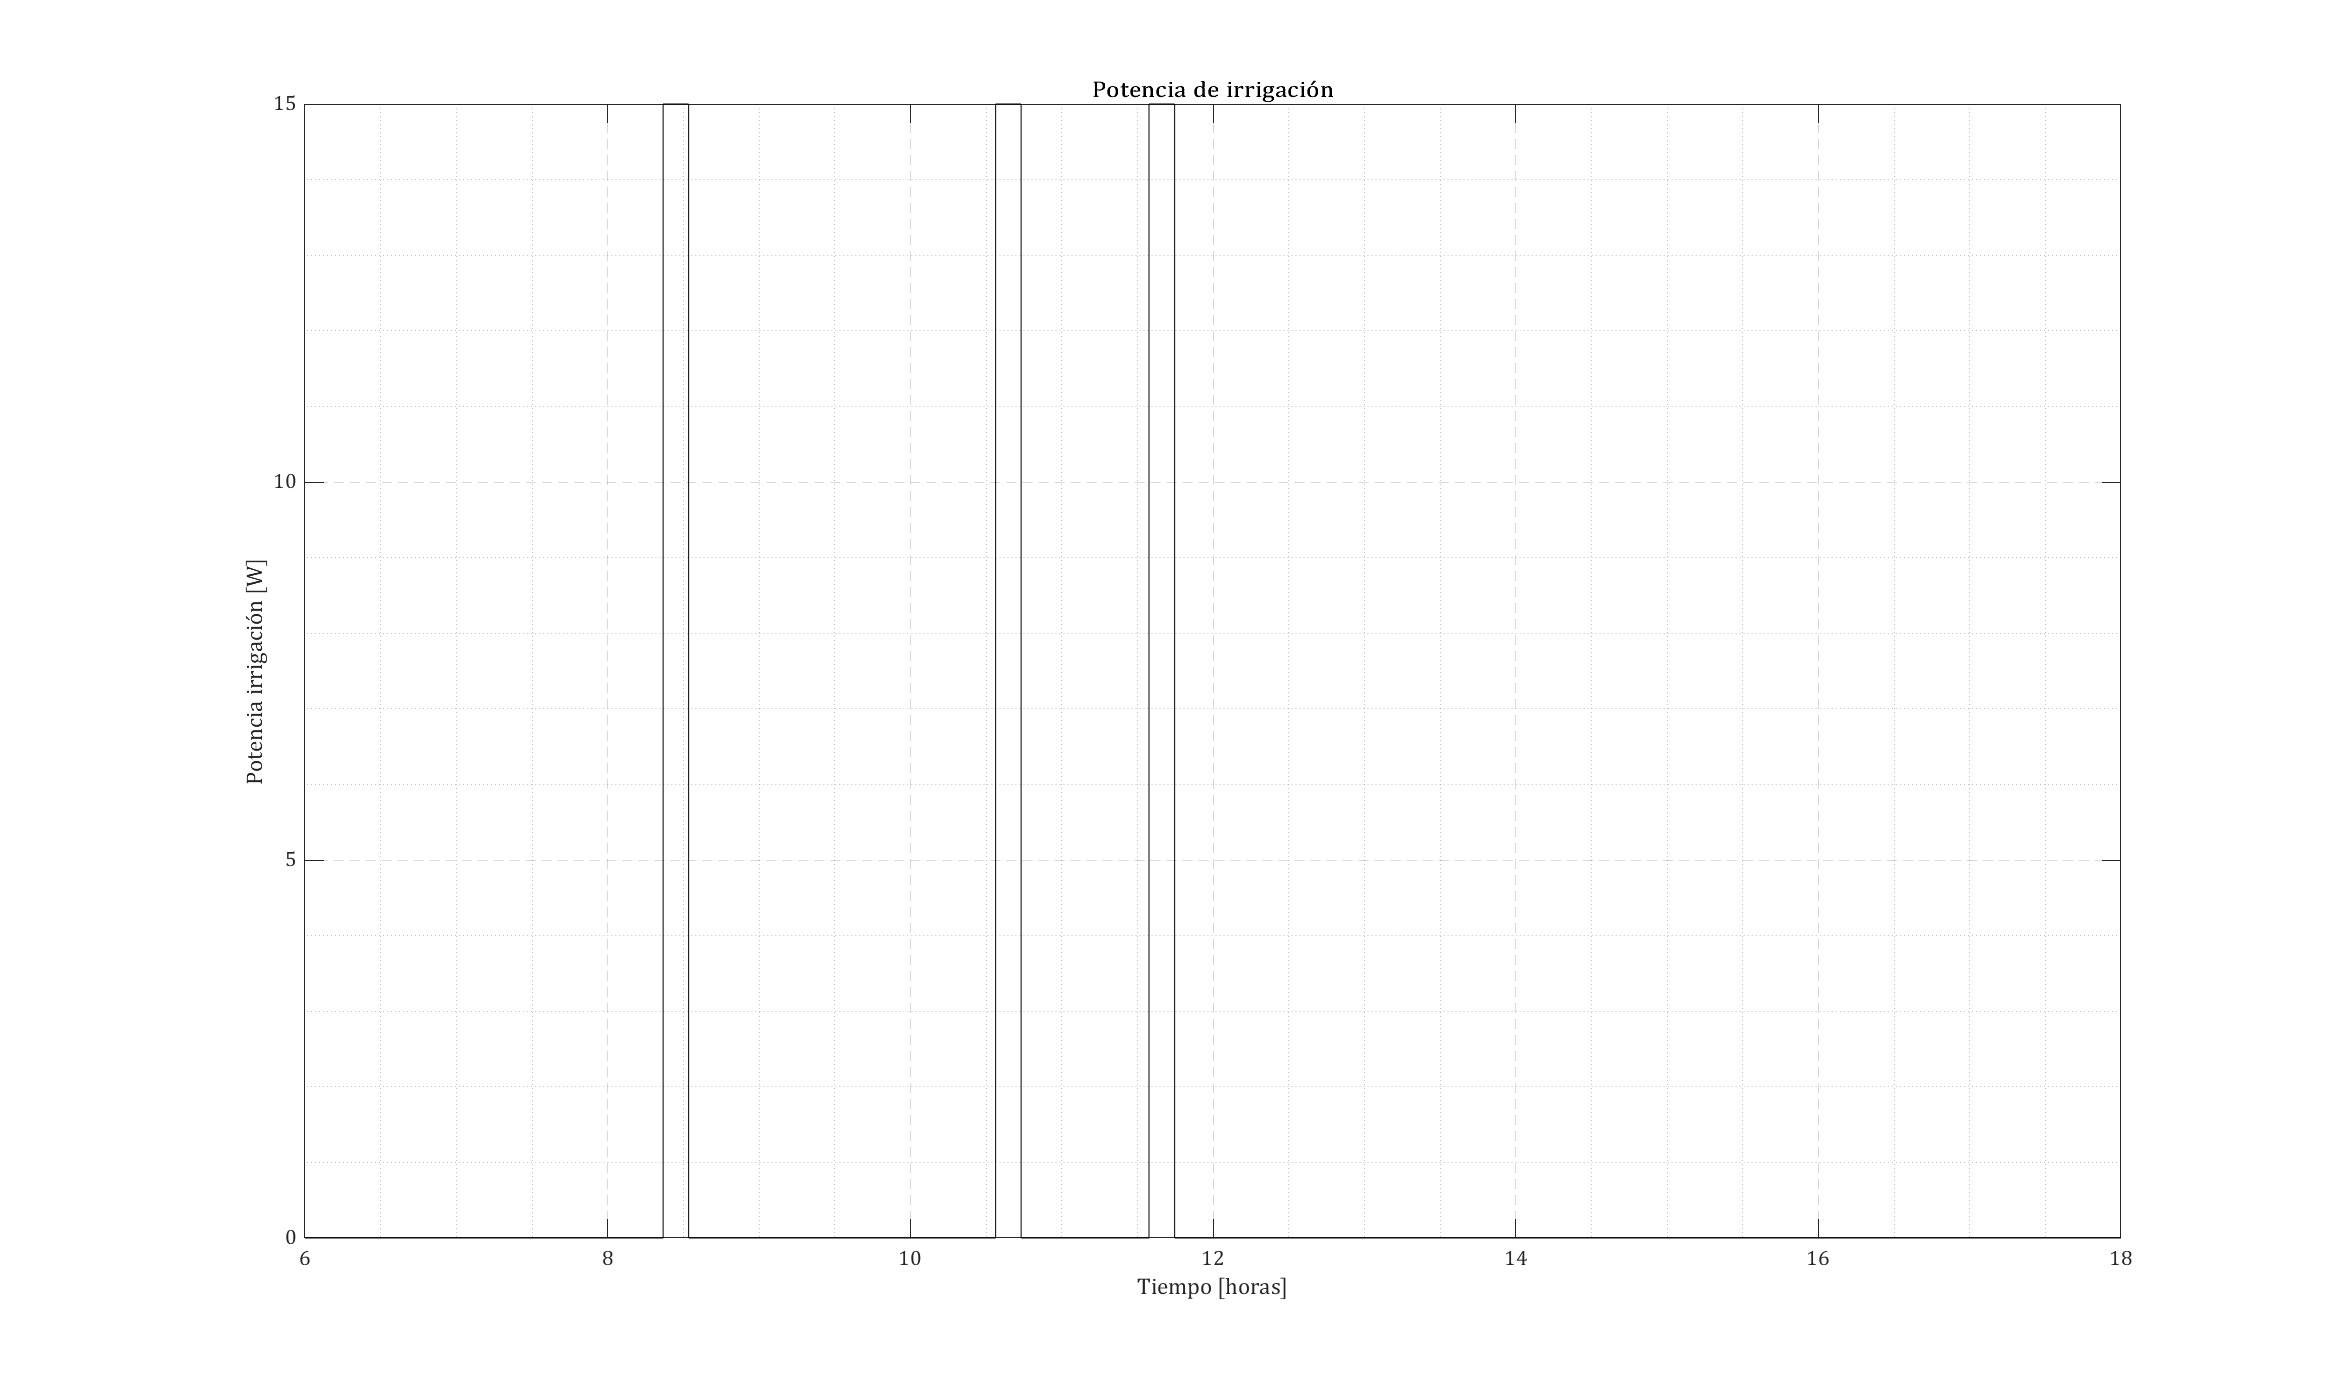 Potencia de irrigación
15
10
5
0
Potencia irrigación [W]
6 8 10 12 14 16 18
Tiempo [horas]